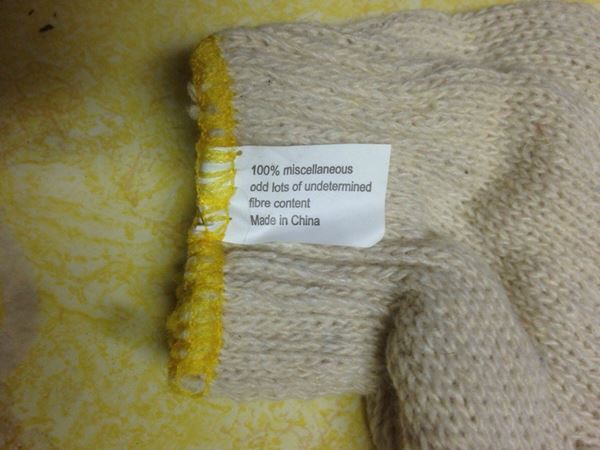 100% miscellaneous
odd lots of undetermined
fibre content
Made in China